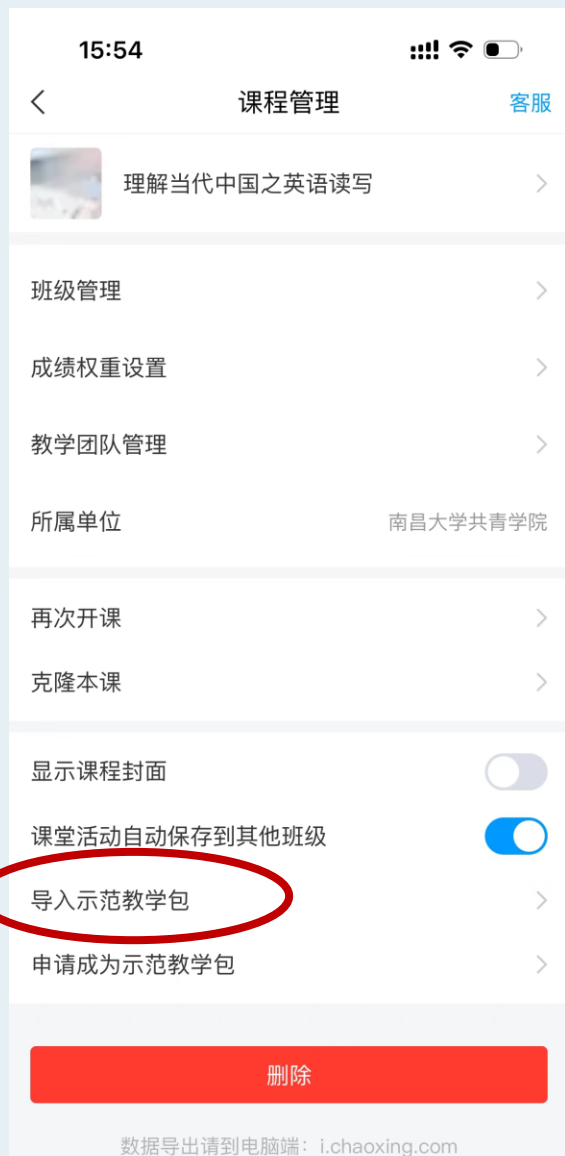 15:54
课程管理
客服
理解当代中国之英语读写
班级管理
成绩权重设置
教学团队管理
所属单位 南昌大学共青学院
再次开课
克隆本课
显示课程封面
课堂活动自动保存到其他班级
导入示范教学包
申请成为示范教学包
删除
数据导出请到电脑端：i.chaoxing.com